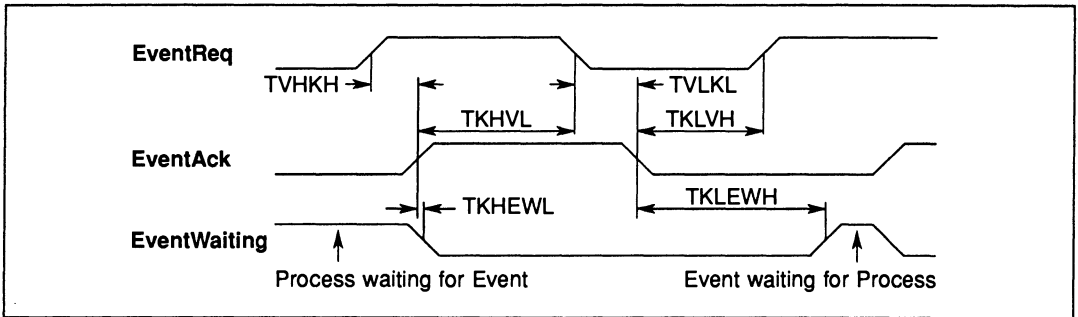 EventReq
TVHKH
TVLKL
TKHVL
TKLVH
EventAck
TKHEWL
TKLEWH
EventWaiting
Process waiting for Event
Event waiting for Process